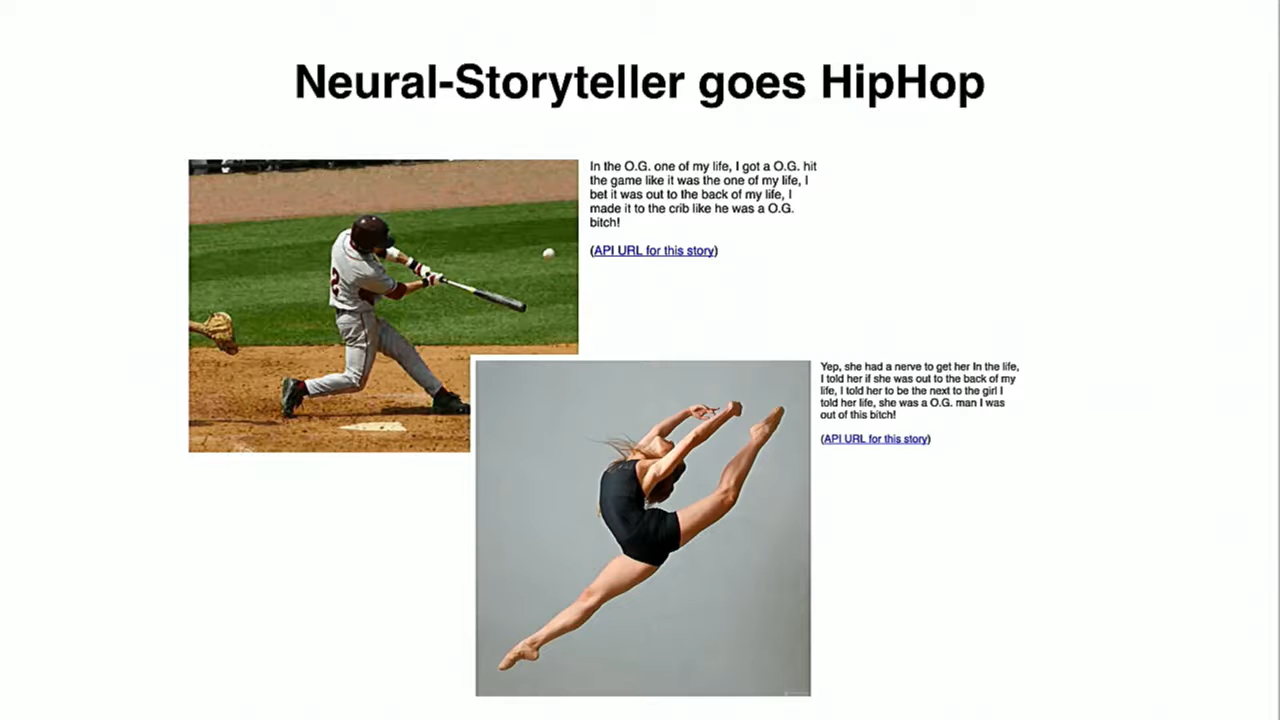 Neural-Storyteller goes HipHop
In the O.G. one of my life, I got a O.G. hit
the game like it was the one of my life, I
bet it was out to the back of my life, I
made it to the crib like he was a O.G.
bitch!
(API URL for this story)
2
Yep, she had a nerve to get her In the life,
I told her if she was out to the back of my
life, I told her to be the next to the girl I
told her life, she was a O.G. man I was
out of this bitch!
(API URL for this story)